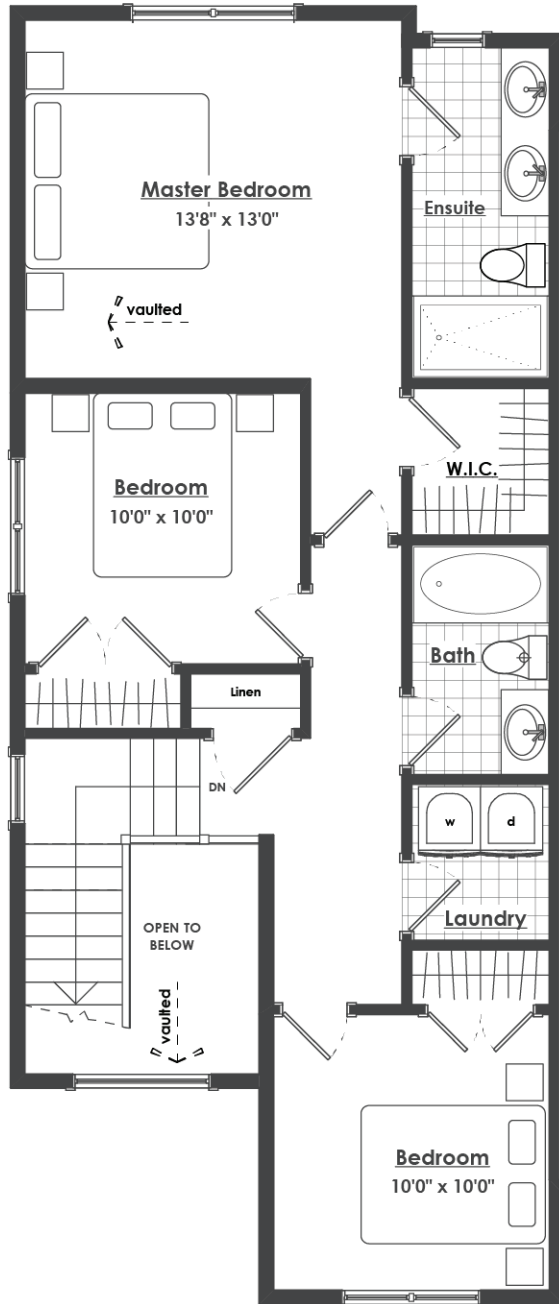 Master Bedroom
13'8" x 13'0"
Ensuite
vaulted
Bedroom
10'0" x 10'0"
W.I.C.
Bath
Linen
DN
w
d
Laundry
OPEN TO
BELOW
vaulted
Bedroom
10'0" x 10'0"